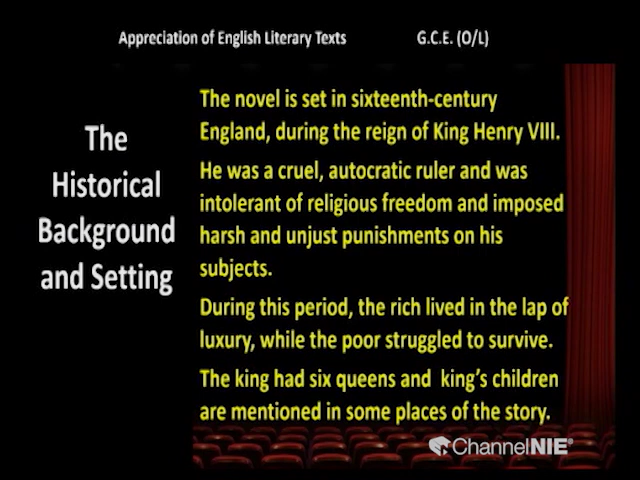 Appreciation of English Literary Texts G.C.E. (O/L)
The
Historical
Background
and Setting
The novel is set in sixteenth-century
England, during the reign of King Henry VIII.
He was a cruel, autocratic ruler and was
intolerant of religious freedom and imposed
harsh and unjust punishments on his
subjects.
During this period, the rich lived in the lap of
luxury, while the poor struggled to survive.
The king had six queens and king's children
are mentioned in some places of the story.
ChannelNIE